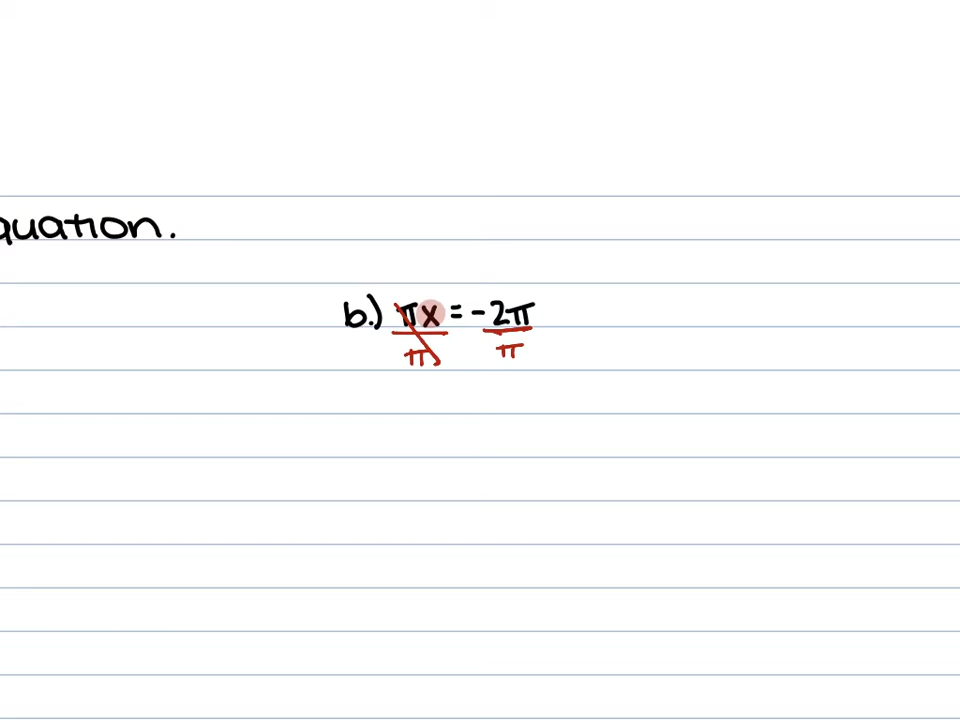 quation.
b.) πx = -2π
π π